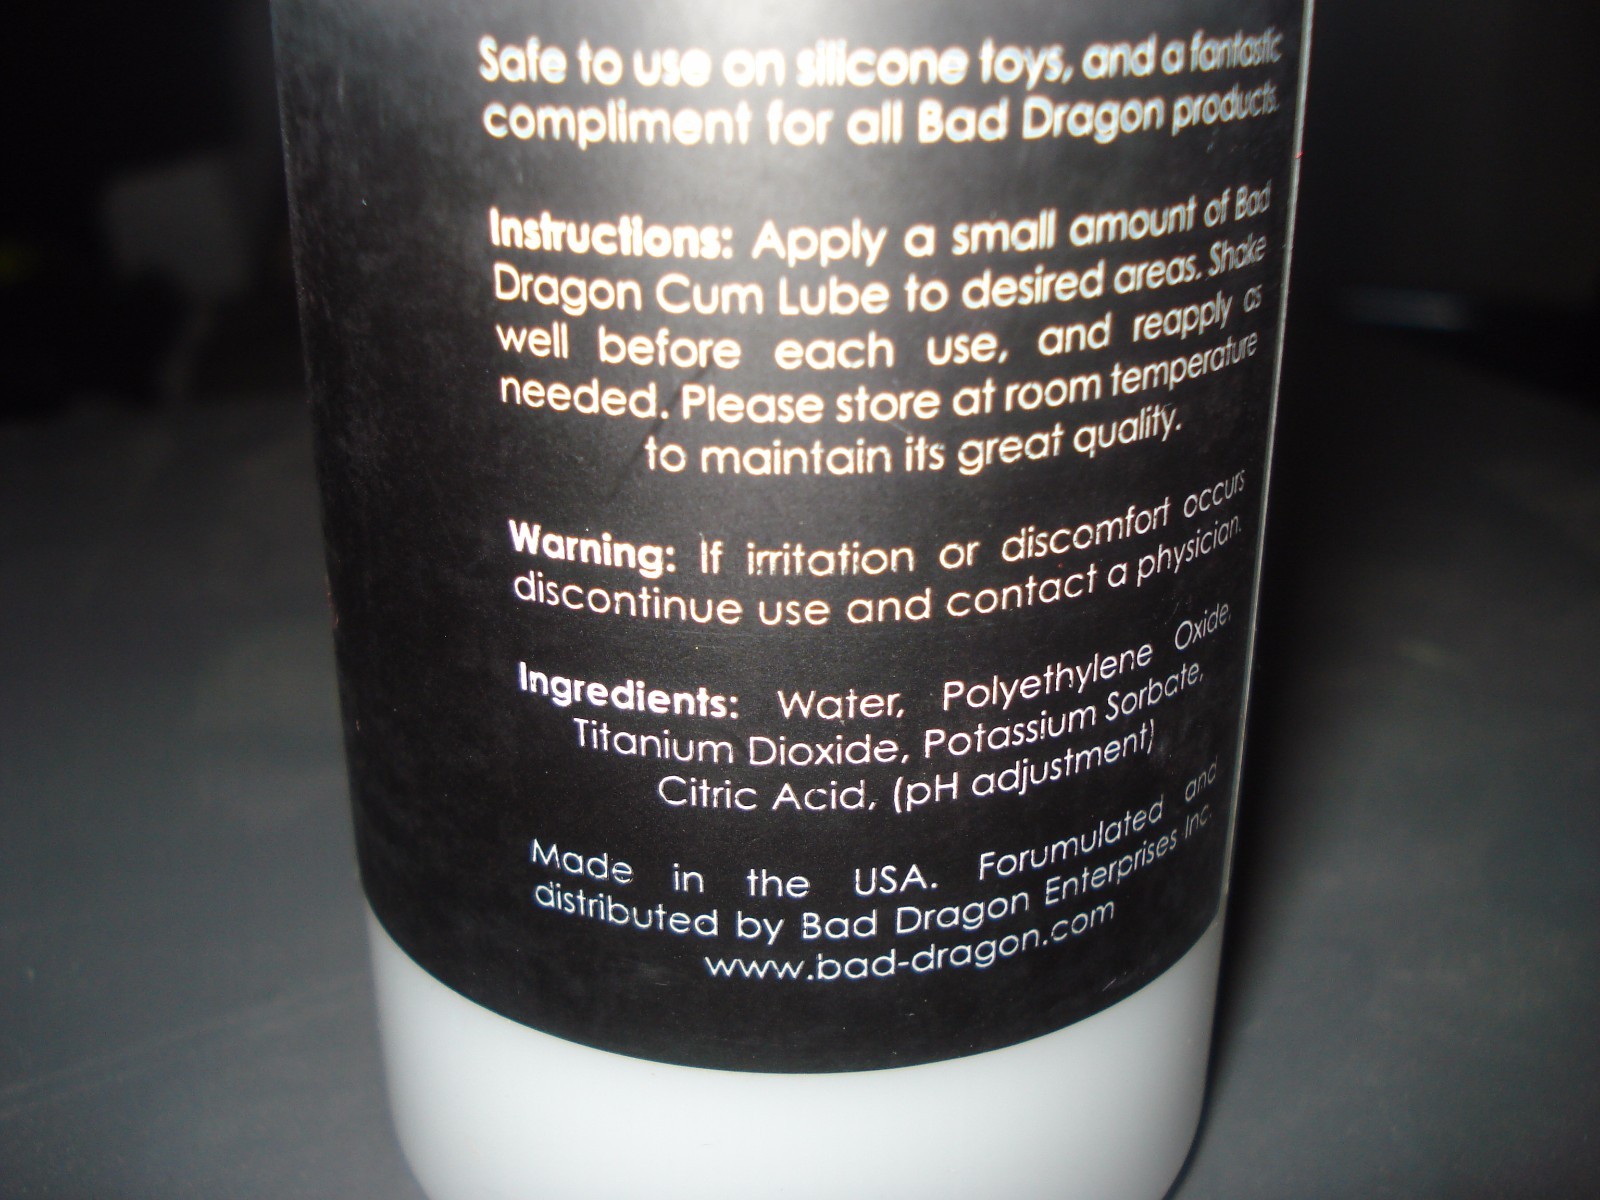 Safe to use on silicone toys, and a fantastic
compliment for all Bad Dragon products.
Instructions: Apply a small amount of Bad
Dragon Cum Lube to desired areas. Shake
well before each use, and reapply as
needed. Please store at room temperature
to maintain its great quality.
Warning: If irritation or discomfort occurs
discontinue use and contact a physician.
Ingredients: Water, Polyethylene Oxide,
Titanium Dioxide, Potassium Sorbate,
Citric Acid, (pH adjustment)
Made in the USA. Forumulated and
distributed by Bad Dragon Enterprises Inc.
www.bad-dragon.com